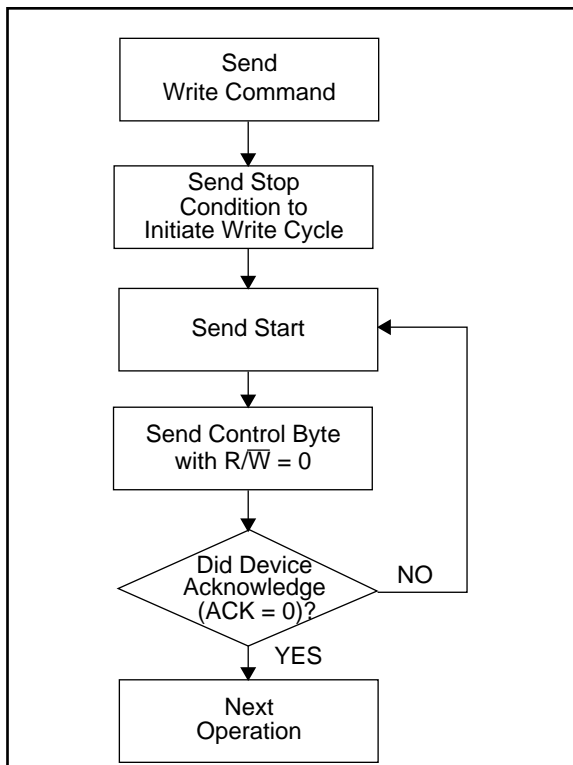 Send
Write Command
Send Stop
Condition to
Initiate Write Cycle
Send Start
Send Control Byte
with R/W̅ = 0
Did Device
Acknowledge
(ACK = 0)?
NO
YES
Next
Operation